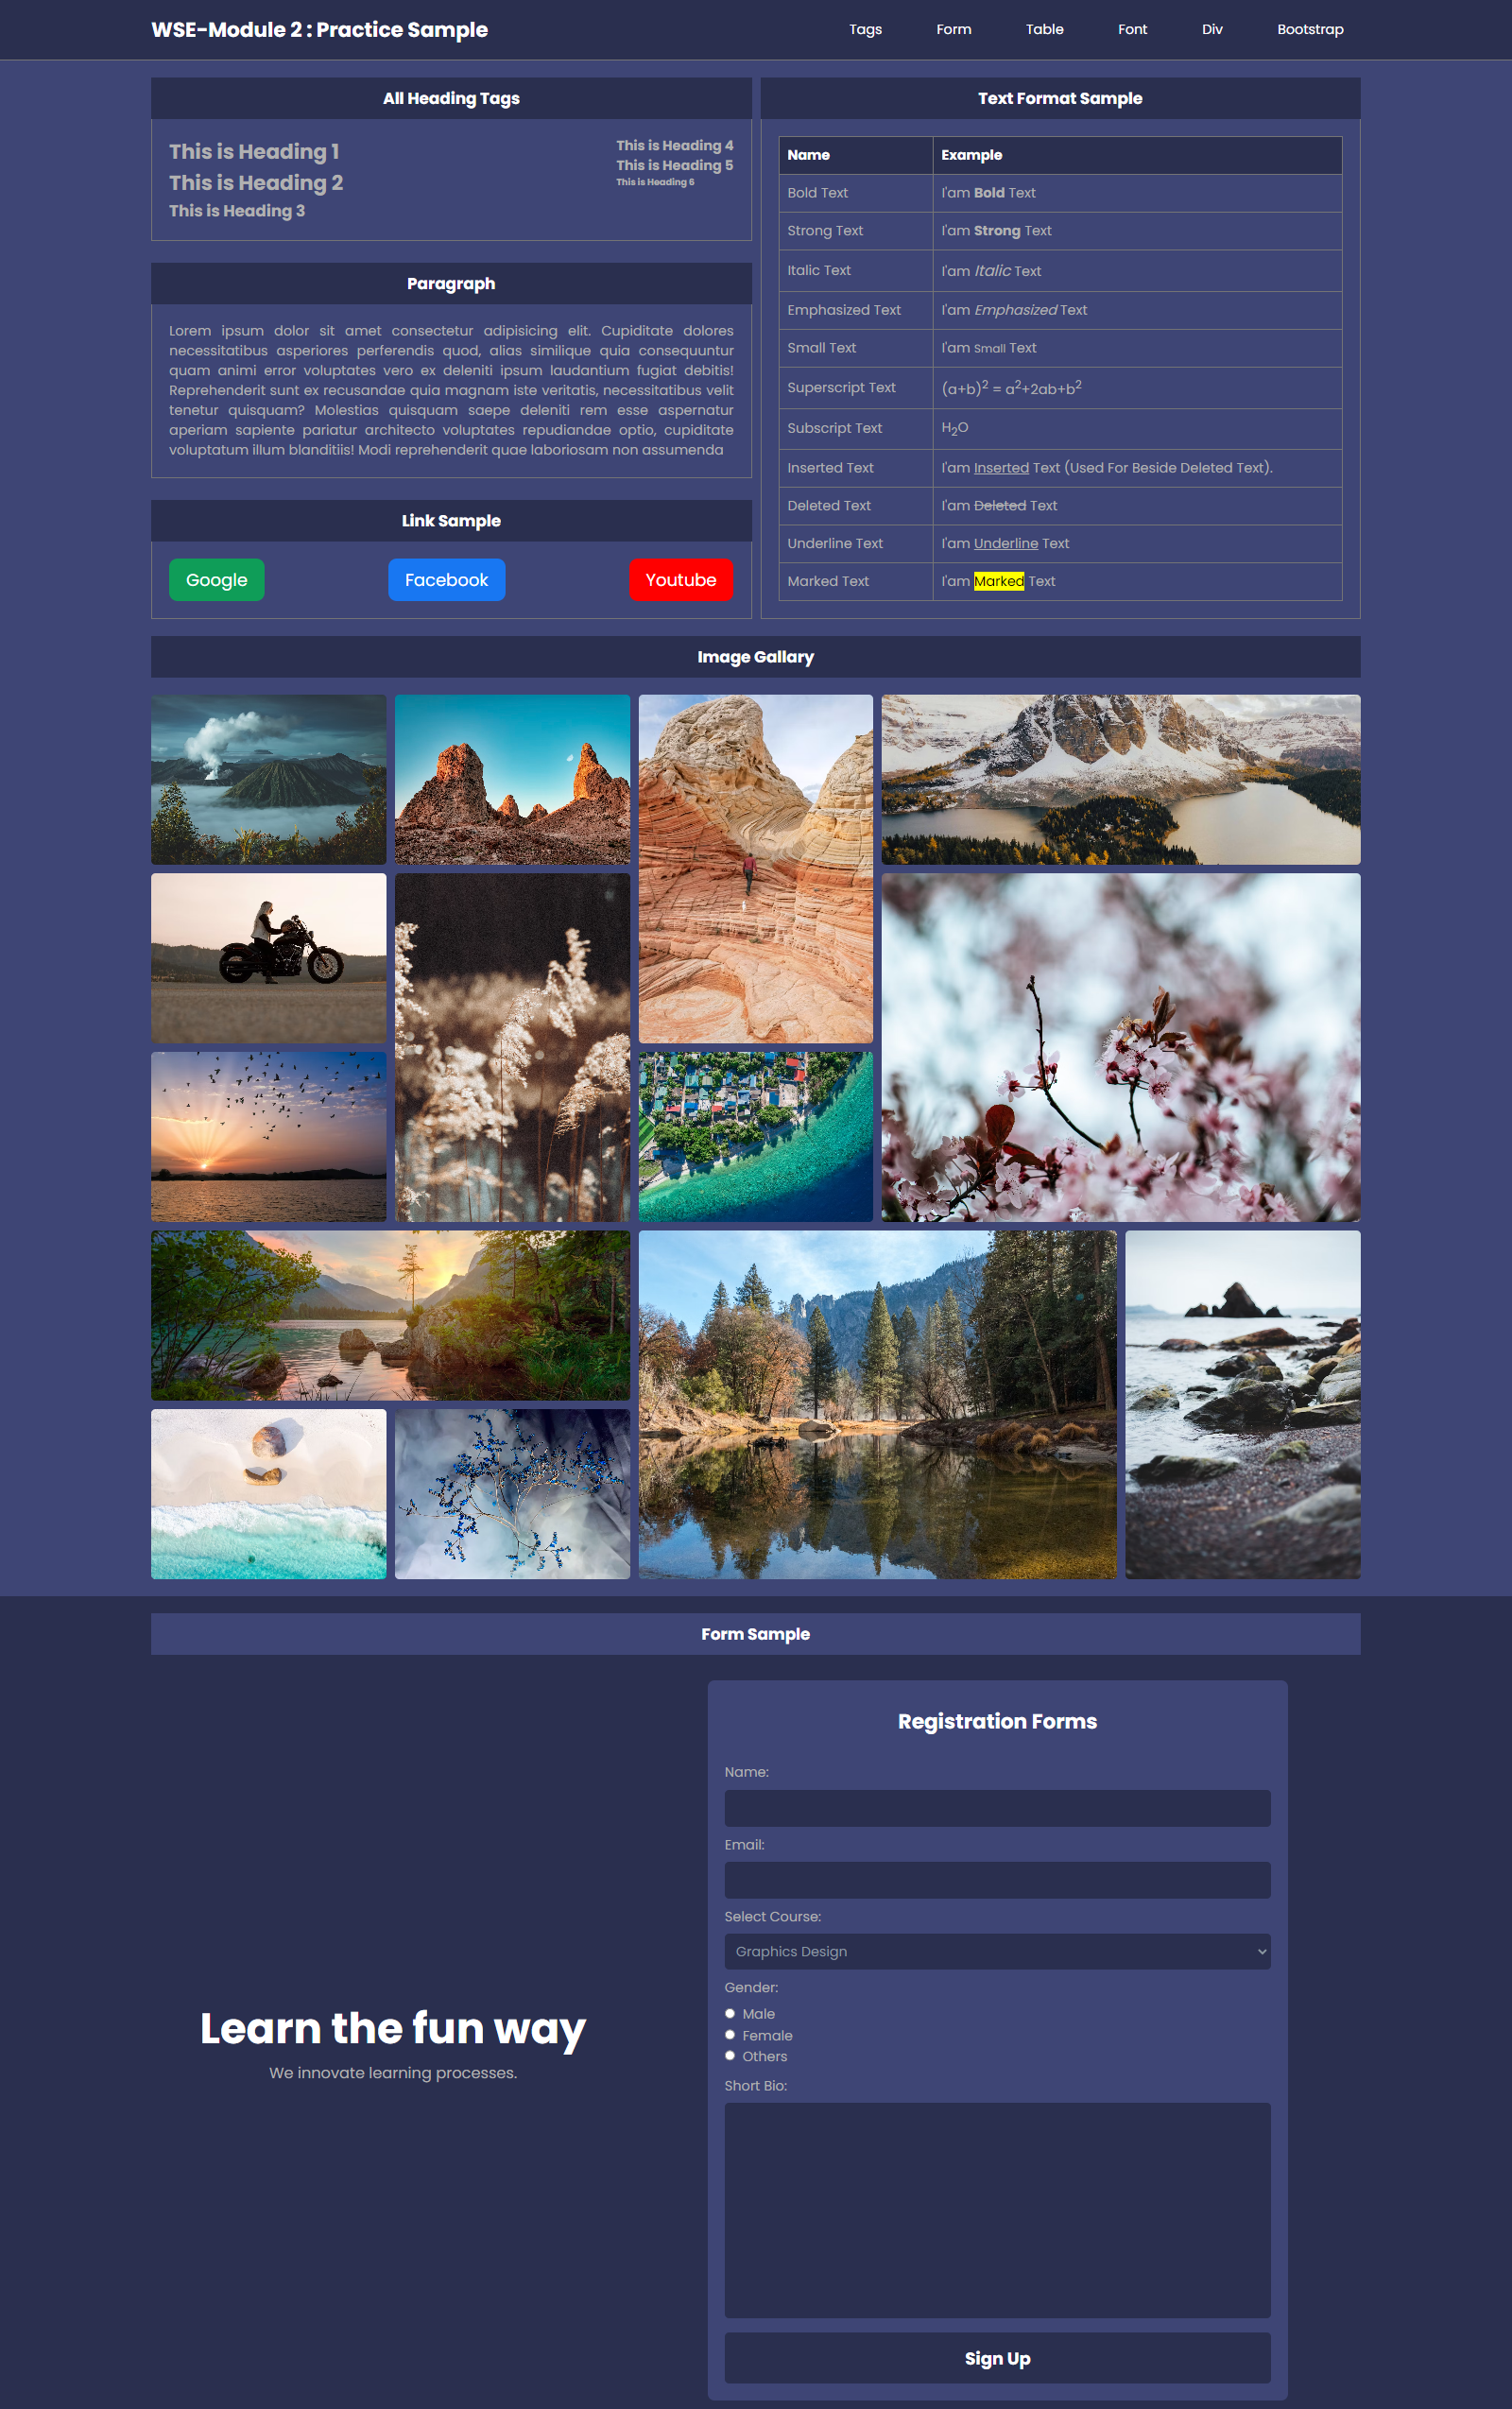 WSE-Module 2 : Practice Sample
Tags Form Table Font Div Bootstrap
All Heading Tags
This is Heading 1
This is Heading 2
This is Heading 3
This is Heading 4
This is Heading 5
This is Heading 6
Paragraph
Lorem ipsum dolor sit amet consectetur adipisicing elit. Cupiditate dolores
necessitatibus asperiores perferendis quod, alias similique quia consequuntur
quam animi error voluptates vero ex deleniti ipsum laudantium fugiat debitis!
Reprehenderit sunt ex recusandae quia magnam iste veritatis, necessitatibus velit
tenetur quisquam? Molestias quisquam saepe deleniti rem esse aspernatur
aperiam sapiente pariatur architecto voluptates repudiandae optio, cupiditate
voluptatum illum blanditiis! Modi reprehenderit quae laboriosam non assumenda
Link Sample
Google Facebook Youtube
Text Format Sample
Name Example
Bold Text I'am Bold Text
Strong Text I'am Strong Text
Italic Text I'am Italic Text
Emphasized Text I'am Emphasized Text
Small Text I'am Small Text
Superscript Text (a+b)² = a²+2ab+b²
Subscript Text H₂O
Inserted Text I'am Inserted Text (Used For Beside Deleted Text).
Deleted Text I'am Deleted Text
Underline Text I'am Underline Text
Marked Text I'am Marked Text
Image Gallary
Form Sample
Learn the fun way
We innovate learning processes.
Registration Forms
Name:
Email:
Select Course:
Graphics Design
Gender:
Male
Female
Others
Short Bio:
Sign Up